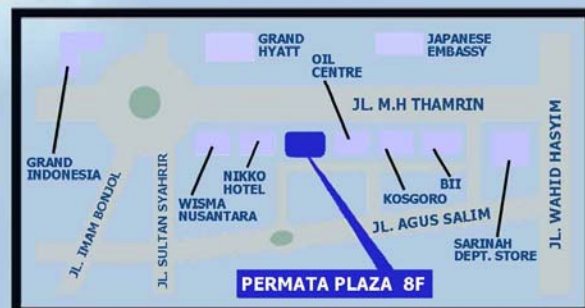 GRAND
HYATT
JAPANESE
EMBASSY
OIL
CENTRE
JL. M.H THAMRIN
GRAND
INDONESIA
WISMA
NUSANTARA
NIKKO
HOTEL
KOSGORO
BII
SARINAH
DEPT. STORE
JL. WAHID HASYIM
JL. IMAM BONJOL
JL. SULTAN SYAHRIR
JL. AGUS SALIM
PERMATA PLAZA 8F